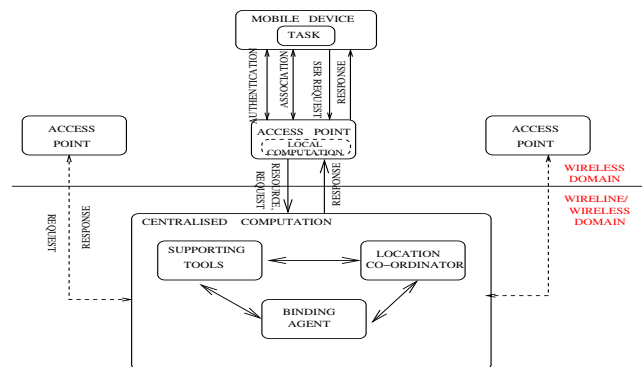 MOBILE DEVICE
TASK
AUTHENTICATION
ASSOCIATION
SER REQUEST
RESPONSE
ACCESS
POINT
ACCESS POINT
LOCAL
COMPUTATION
ACCESS
POINT
WIRELESS
DOMAIN
WIRELINE/
WIRELESS
DOMAIN
REQUEST
RESPONSE
RESOURCE.
REQUEST
RESPONSE
CENTRALISED COMPUTATION
SUPPORTING
TOOLS
LOCATION
CO-ORDINATOR
BINDING
AGENT